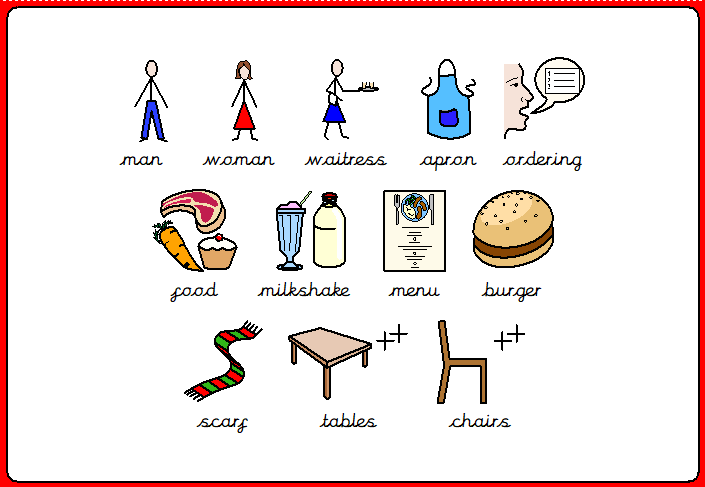 man woman waitress apron ordering
food milkshake menu burger
scarf tables chairs